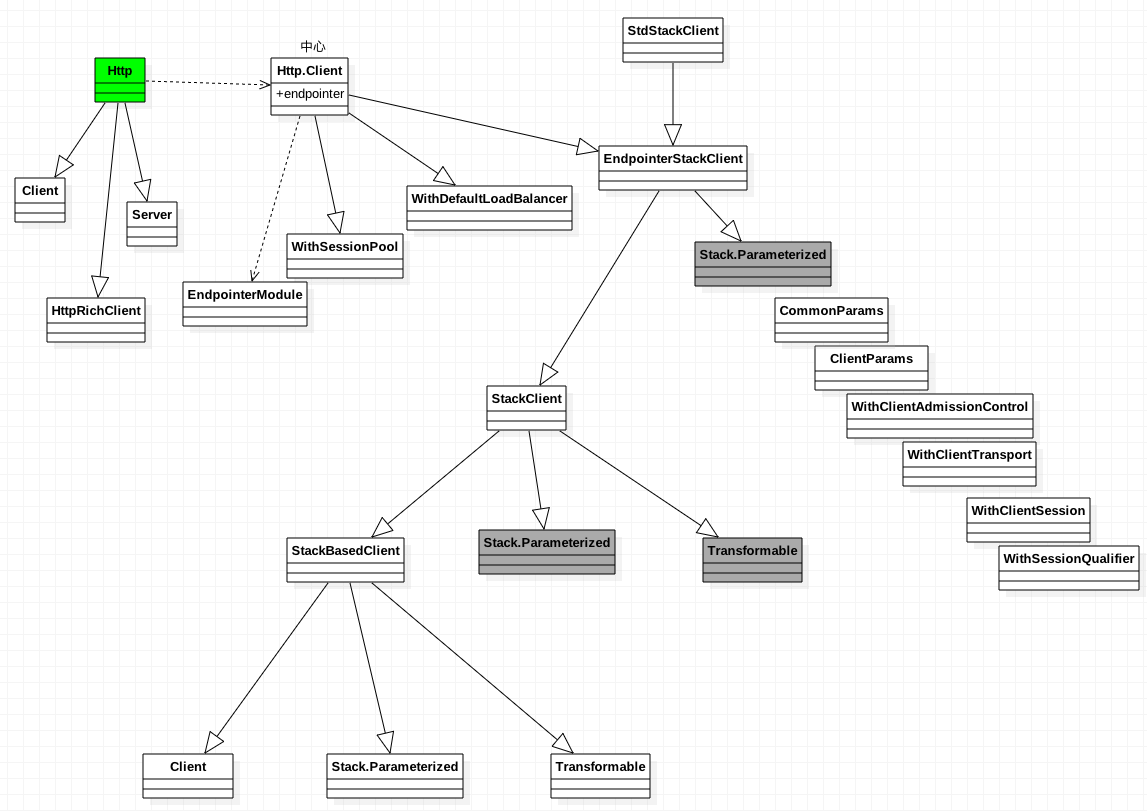 StdStackClient
中心
Http
Http.Client
+endpointer
EndpointerStackClient
Client
WithDefaultLoadBalancer
Server
WithSessionPool
Stack.Parameterized
EndpointerModule
HttpRichClient
CommonParams
ClientParams
StackClient
WithClientAdmissionControl
WithClientTransport
WithClientSession
StackBasedClient
Stack.Parameterized
Transformable
WithSessionQualifier
Client
Stack.Parameterized
Transformable